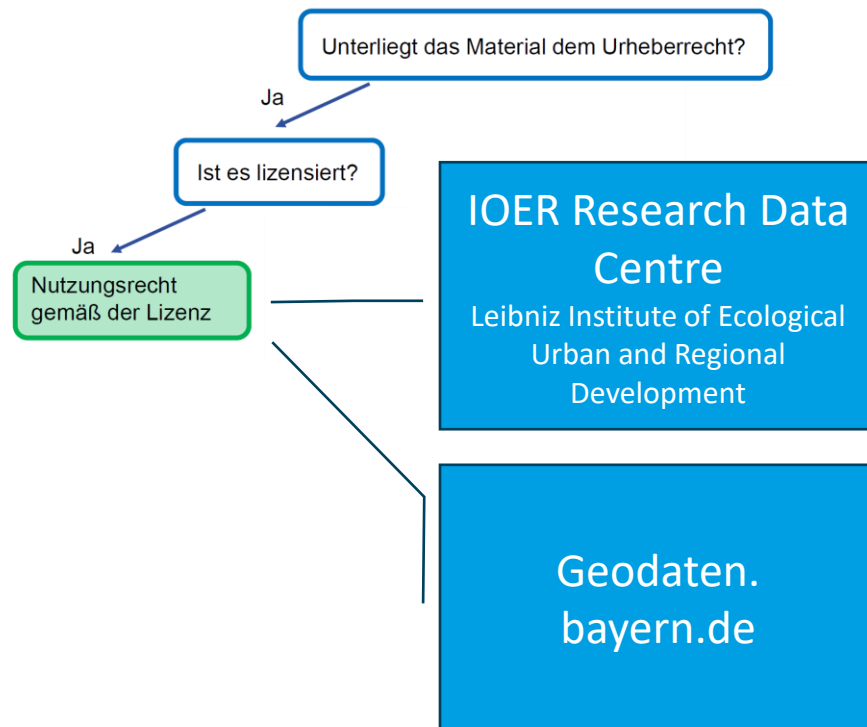 Unterliegt das Material dem Urheberrecht?
Ja
Ist es lizensiert?
Ja
Nutzungsrecht
gemäß der Lizenz
IOER Research Data
Centre
Leibniz Institute of Ecological
Urban and Regional
Development
Geodaten.
bayern.de